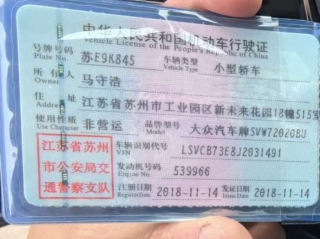 中华人民共和国机动车行驶证
Vehicle License of the People's Republic of China
号牌号码 苏E9K845 车辆类型 小型轿车
Plate No. Vehicle Type
所有人 马守浩
Owner
住址 江苏省苏州市工业园区新未来花园18幢515室
Address
使用性质 非营运 品牌型号 大众汽车牌SVW72020BU
Use Character Model
江苏省苏州
市公安局交
通警察支队
车辆识别代号 LSVCB73E8J2031491
VIN
发动机号码 539966
Engine No.
注册日期 2018-11-14 发证日期 2018-11-14
Register Date Issue Date